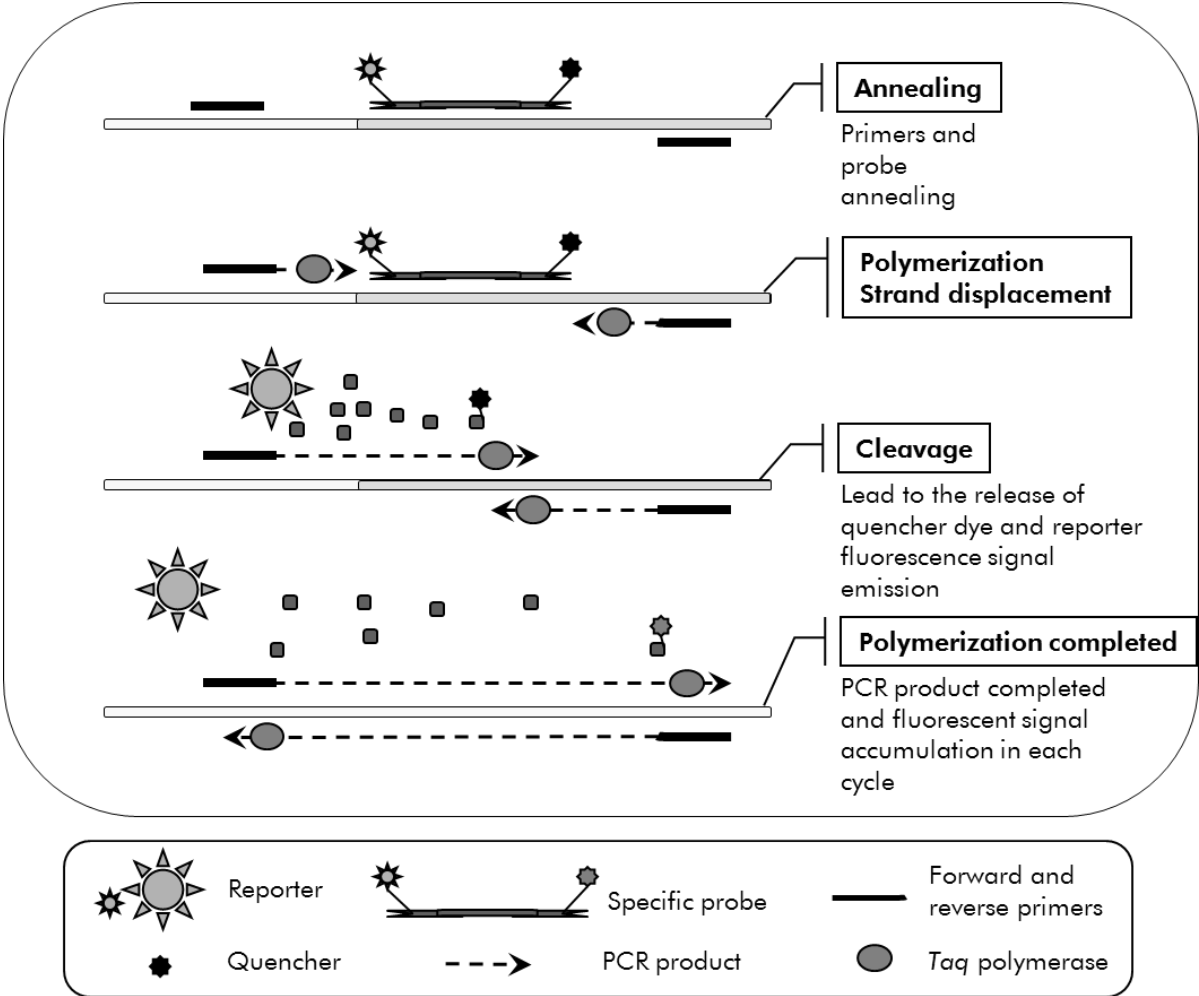 Annealing
Primers and
probe
annealing
Polymerization
Strand displacement
Cleavage
Lead to the release of
quencher dye and reporter
fluorescence signal
emission
Polymerization completed
PCR product completed
and fluorescent signal
accumulation in each
cycle
Reporter
Specific probe
Forward and
reverse primers
Quencher
PCR product
Taq polymerase